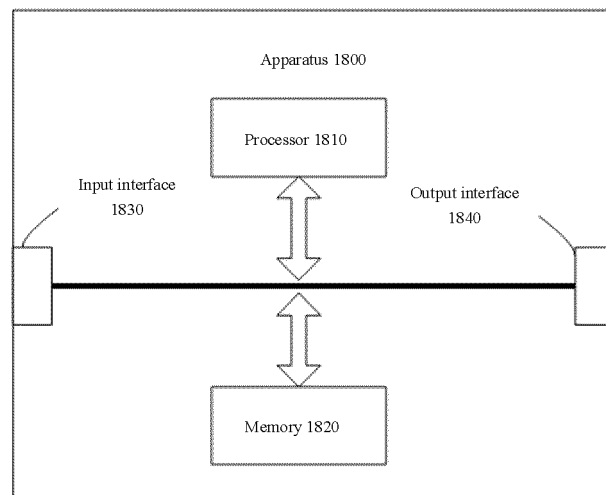 Apparatus 1800
Processor 1810
Input interface
1830
Output interface
1840
Memory 1820